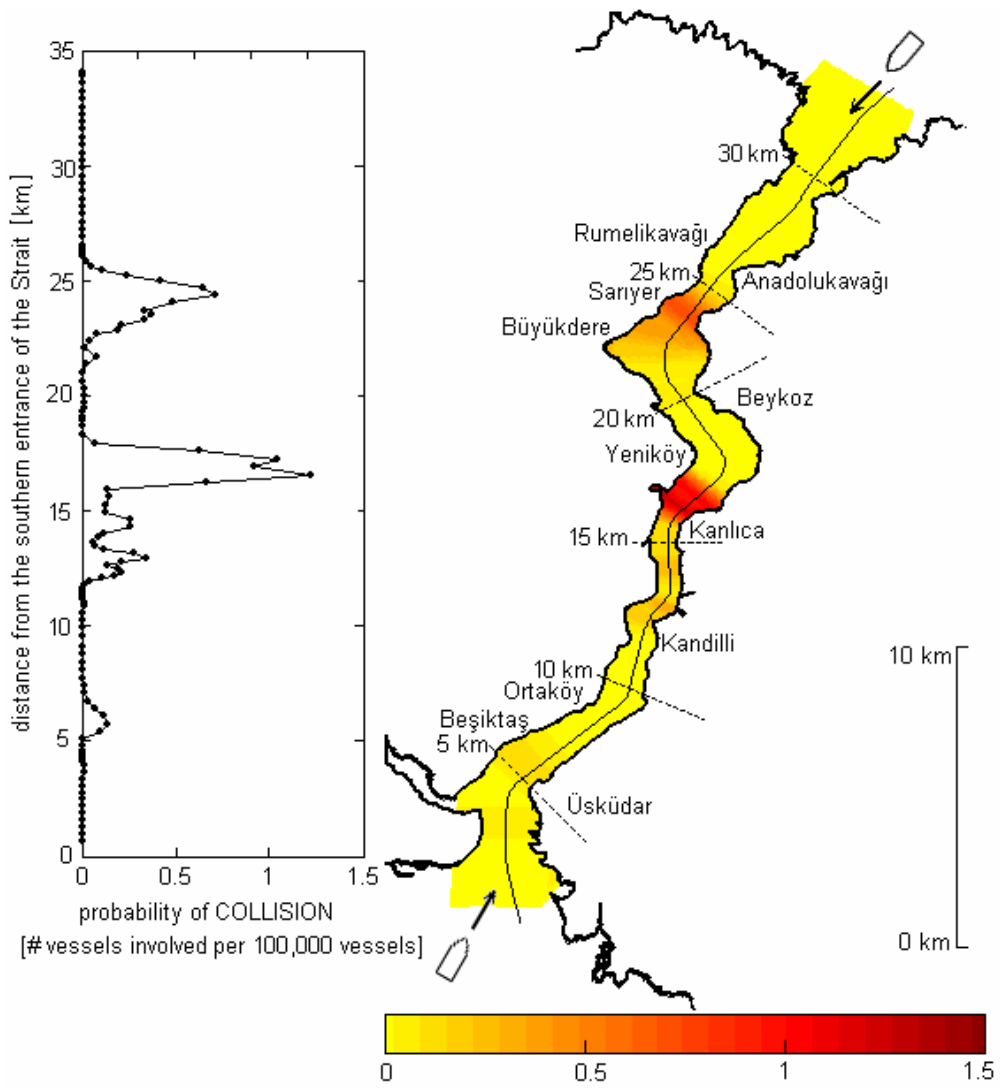 distance from the southern entrance of the Strait [km]
35
30
25
20
15
10
5
0
0
0.5
1
1.5
probability of COLLISION
[# vessels involved per 100,000 vessels]
30 km
Rumelikavağı
25 km
Anadolukavağı
Sarıyer
Büyükdere
Beykoz
20 km
Yeniköy
Kanlıca
15 km
Kandilli
10 km
Ortaköy
Beşiktaş
5 km
Üsküdar
10 km
0 km
0
0.5
1
1.5